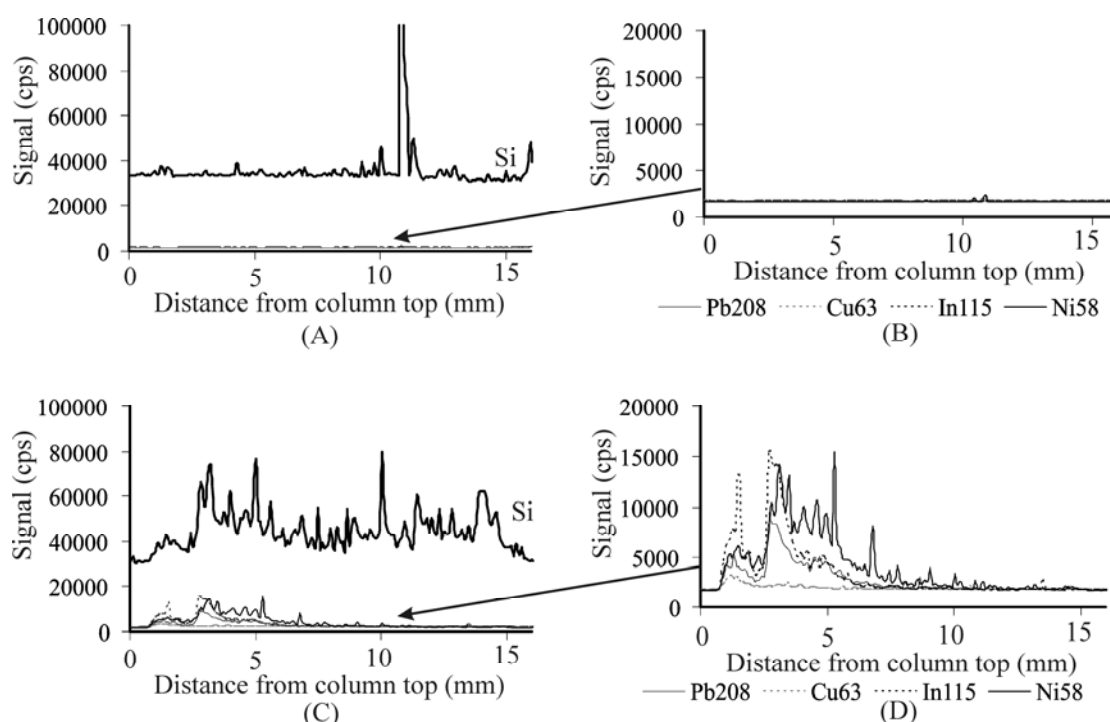 100000
80000
60000
40000
20000
0
Signal (cps)
Si
0 5 10 15
Distance from column top (mm)
(A)
20000
15000
10000
5000
0
Signal (cps)
0 5 10 15
Distance from column top (mm)
Pb208 Cu63 In115 Ni58
(B)
100000
80000
60000
40000
20000
0
Signal (cps)
Si
0 5 10 15
Distance from column top (mm)
(C)
20000
15000
10000
5000
0
Signal (cps)
0 5 10 15
Distance from column top (mm)
Pb208 Cu63 In115 Ni58
(D)